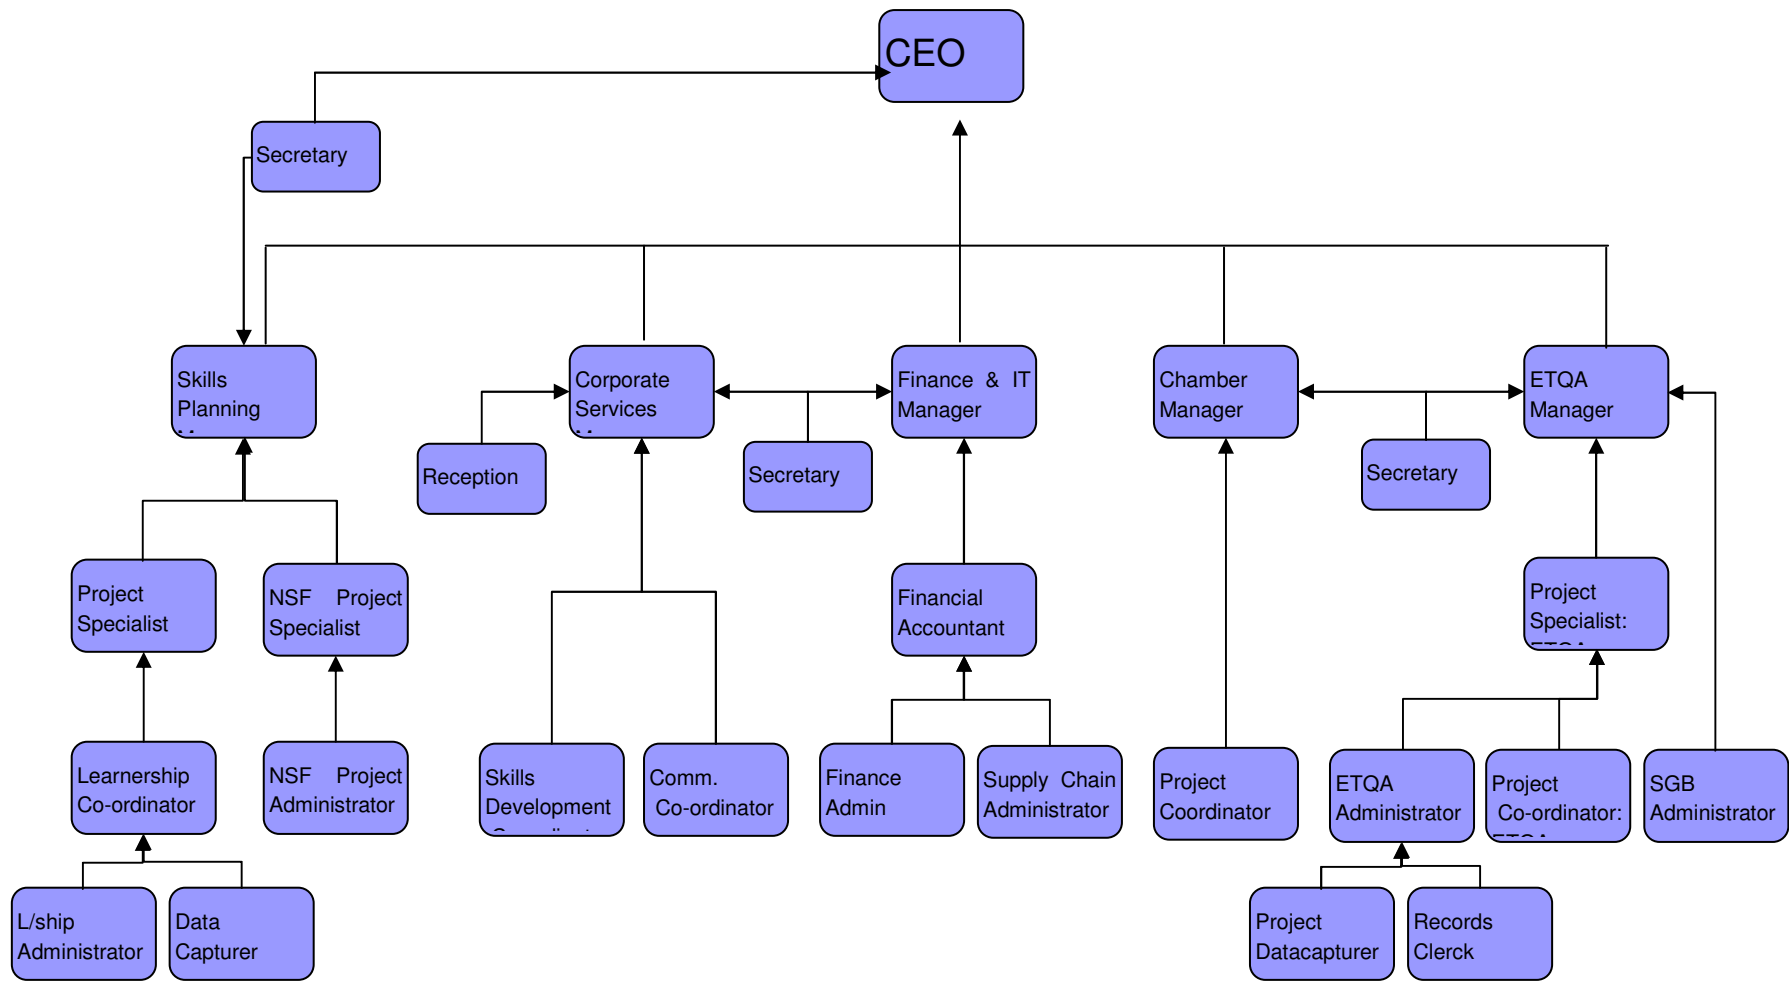 CEO
Secretary
Skills
Planning
Corporate
Services
Finance & IT
Manager
Chamber
Manager
ETQA
Manager
Reception
Secretary
Secretary
Project
Specialist
NSF Project
Specialist
Financial
Accountant
Project
Specialist:
Learnership
Co-ordinator
NSF Project
Administrator
Skills
Development
Comm.
Co-ordinator
Finance
Admin
Supply Chain
Administrator
Project
Coordinator
ETQA
Administrator
Project
Co-ordinator:
SGB
Administrator
L/ship
Administrator
Data
Capturer
Project
Datacapturer
Records
Clerck